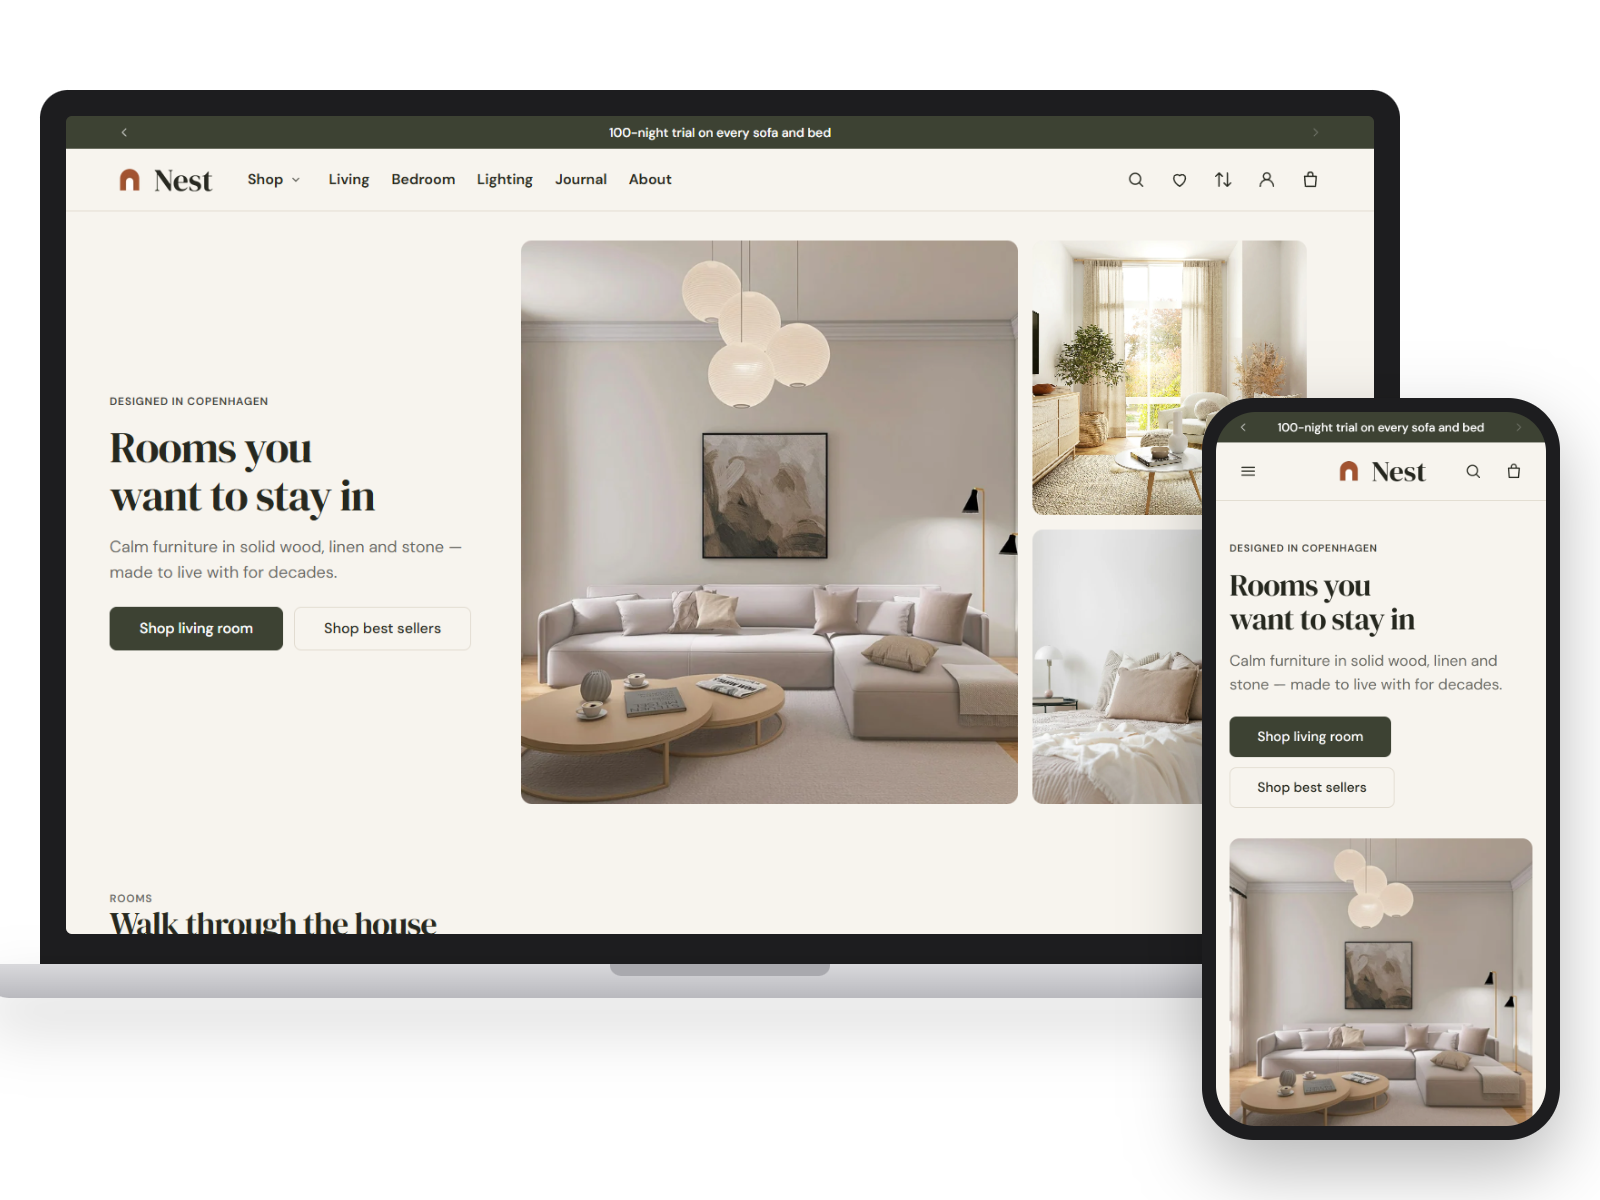 100-night trial on every sofa and bed
Nest
Shop Living Bedroom Lighting Journal About
DESIGNED IN COPENHAGEN
Rooms you
want to stay in
Calm furniture in solid wood, linen and stone —
made to live with for decades.
Shop living room
Shop best sellers
ROOMS
Walk through the house
100-night trial on every sofa and bed
Nest
DESIGNED IN COPENHAGEN
Rooms you
want to stay in
Calm furniture in solid wood, linen and
stone — made to live with for decades.
Shop living room
Shop best sellers